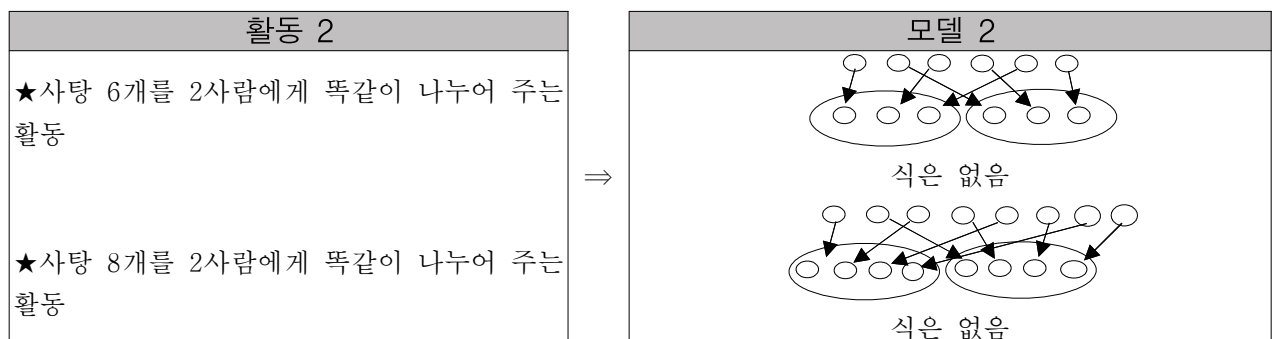 활동 2
★사탕 6개를 2사람에게 똑같이 나누어 주는
활동
★사탕 8개를 2사람에게 똑같이 나누어 주는
활동
⇒
모델 2
식은 없음
식은 없음